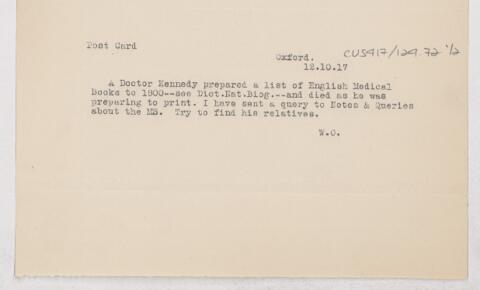 Post Card
Oxford.
CUS417/124.72 1/2
12.10.17
A Doctor Kennedy prepared a list of English Medical
Books to 1800--see Dict.Nat.Biog.--and died as he was
preparing to print. I have sent a query to Notes & Queries
about the MS. Try to find his relatives.
W.O.